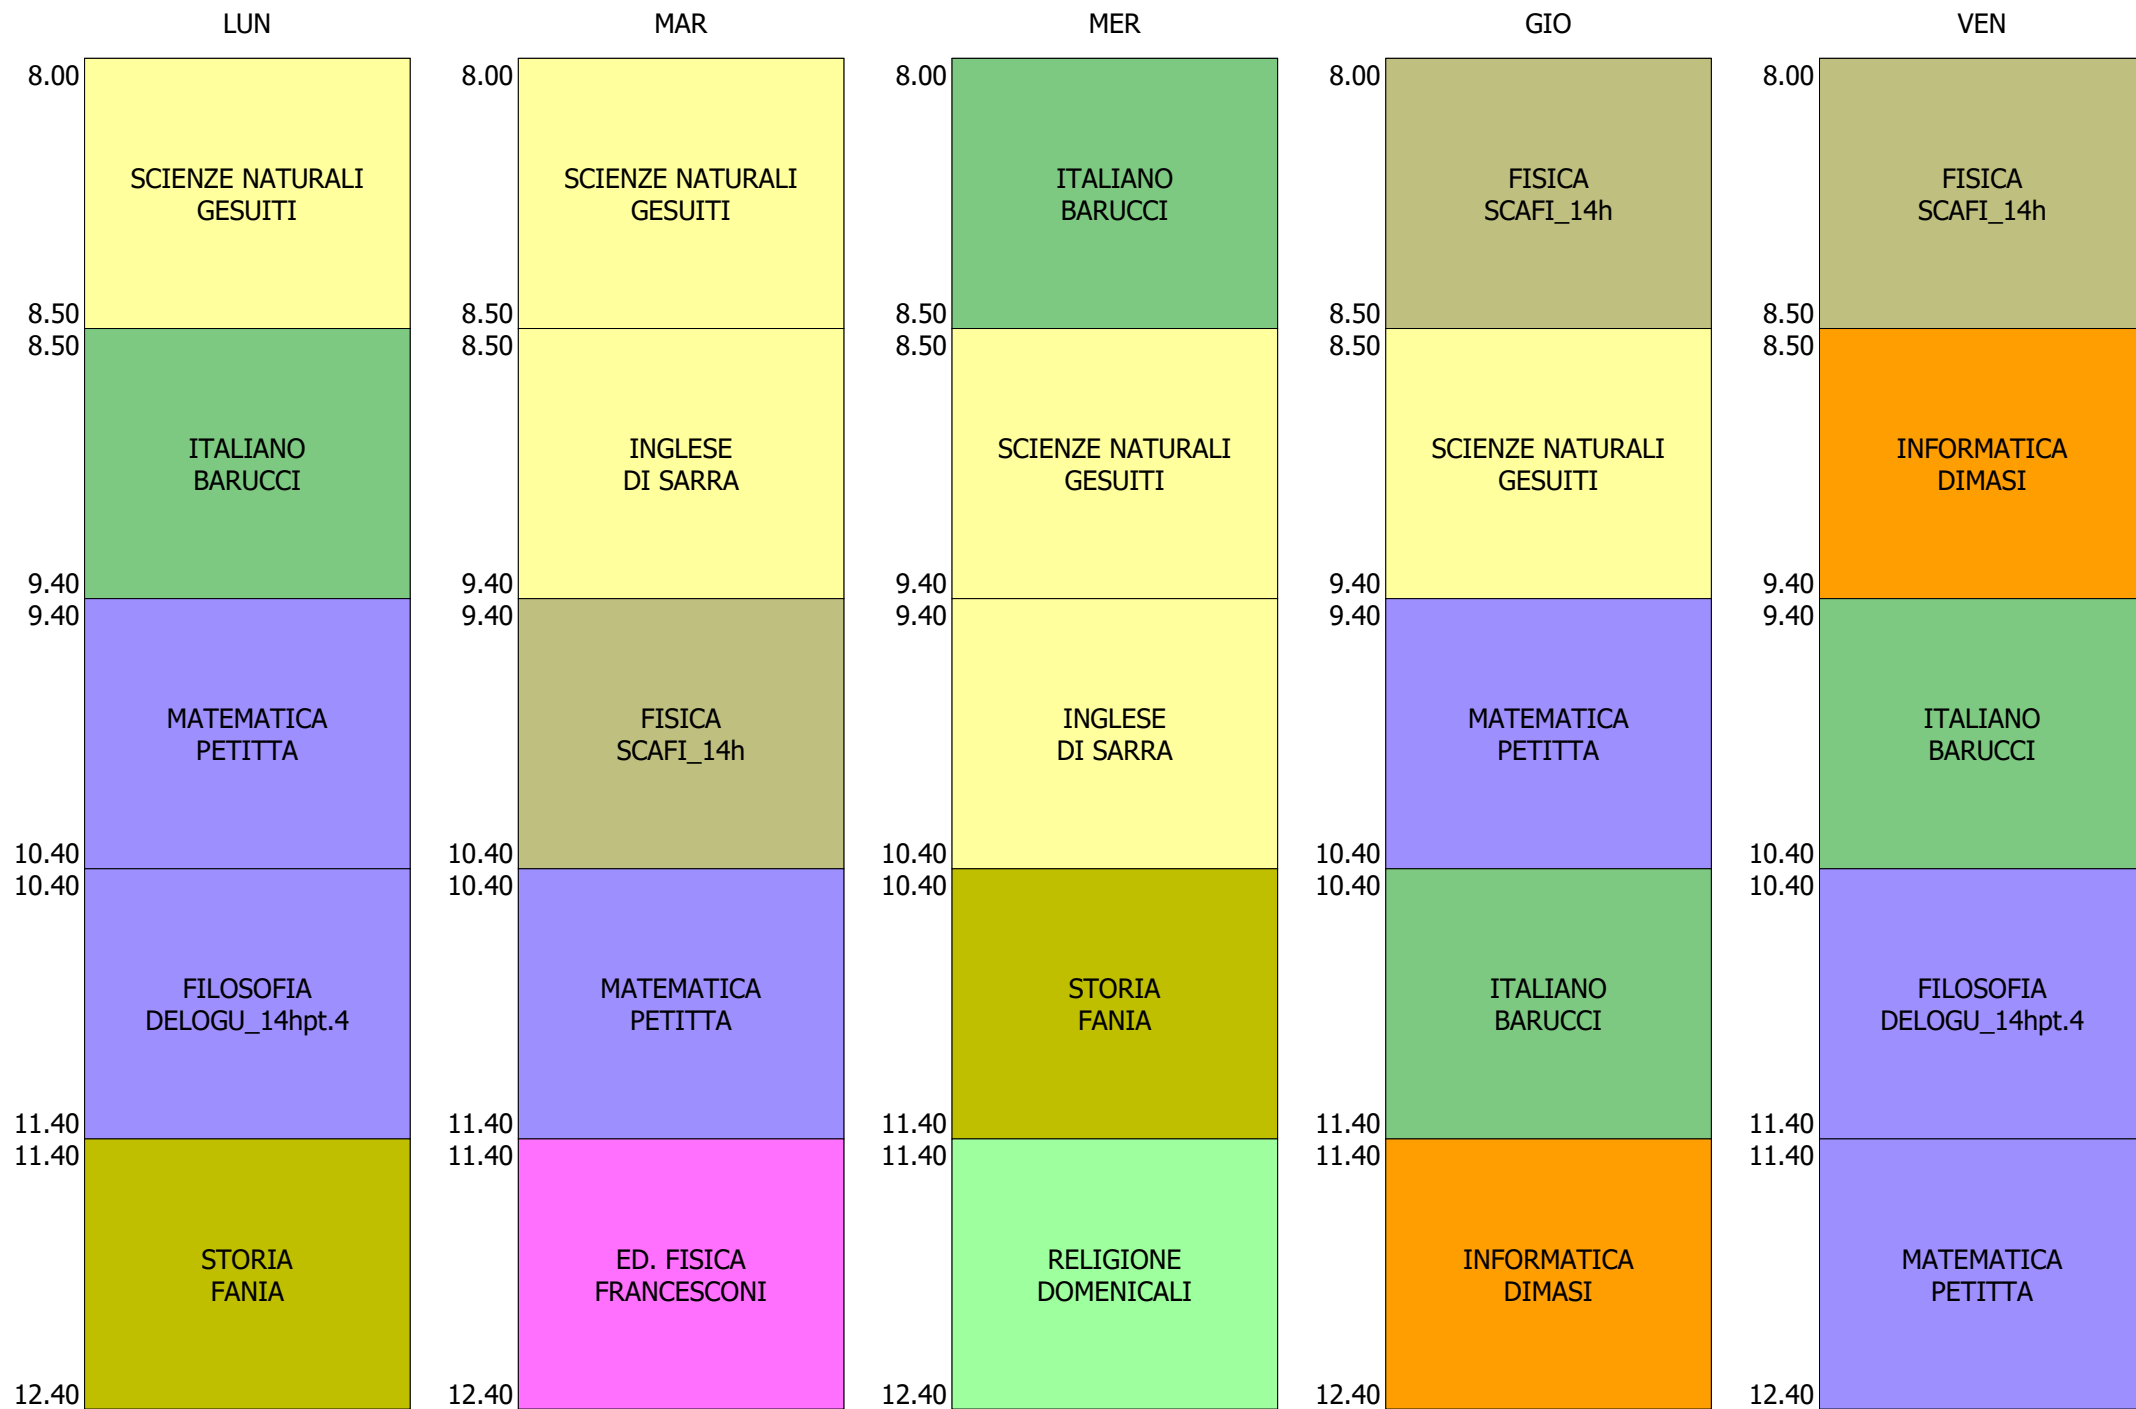 LUN
MAR
MER
GIO
VEN
8.00
SCIENZE NATURALI
GESUITI
8.50
8.00
SCIENZE NATURALI
GESUITI
8.50
8.00
ITALIANO
BARUCCI
8.50
8.00
FISICA
SCAFI_14h
8.50
8.00
FISICA
SCAFI_14h
8.50
8.50
ITALIANO
BARUCCI
9.40
8.50
INGLESE
DI SARRA
9.40
8.50
SCIENZE NATURALI
GESUITI
9.40
8.50
SCIENZE NATURALI
GESUITI
9.40
8.50
INFORMATICA
DIMASI
9.40
9.40
MATEMATICA
PETITTA
10.40
9.40
FISICA
SCAFI_14h
10.40
9.40
INGLESE
DI SARRA
10.40
9.40
MATEMATICA
PETITTA
10.40
9.40
ITALIANO
BARUCCI
10.40
10.40
FILOSOFIA
DELOGU_14hpt.4
11.40
10.40
MATEMATICA
PETITTA
11.40
10.40
STORIA
FANIA
11.40
10.40
ITALIANO
BARUCCI
11.40
10.40
FILOSOFIA
DELOGU_14hpt.4
11.40
11.40
STORIA
FANIA
12.40
11.40
ED. FISICA
FRANCESCONI
12.40
11.40
RELIGIONE
DOMENICALI
12.40
11.40
INFORMATICA
DIMASI
12.40
11.40
MATEMATICA
PETITTA
12.40